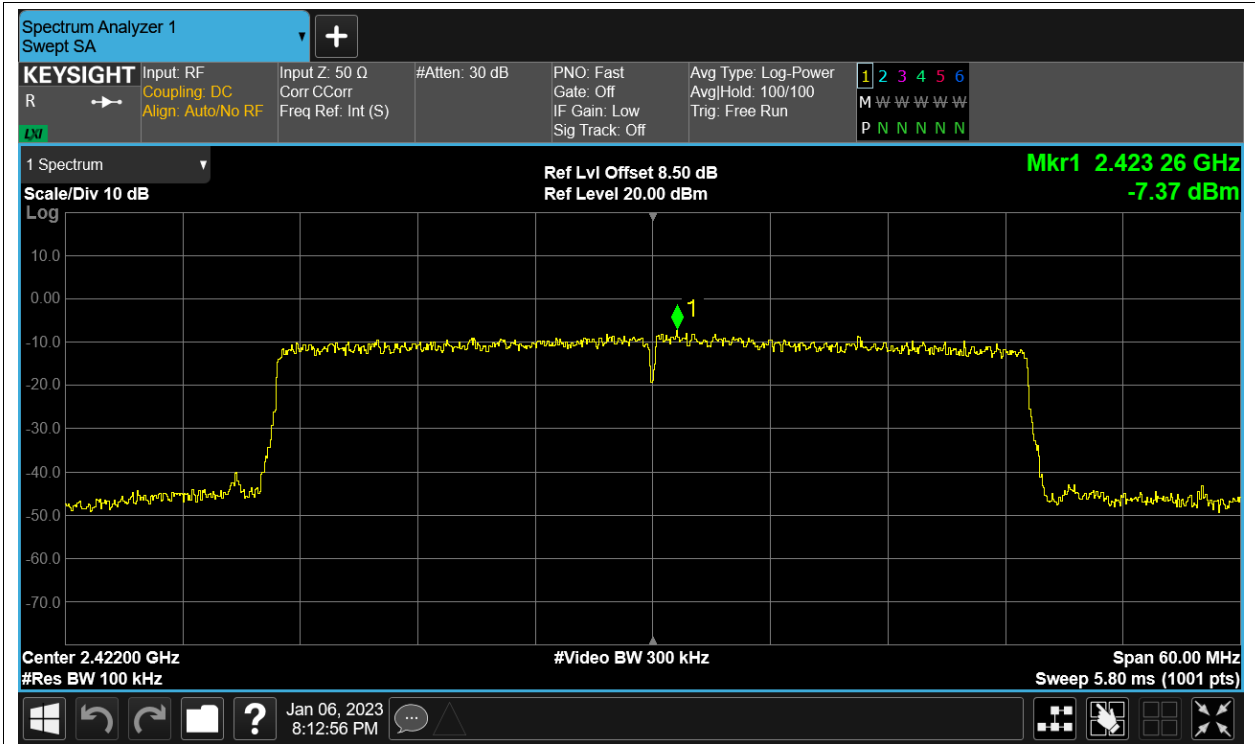 Spectrum Analyzer 1
Swept SA
+
KEYSIGHT
R
LXI
Input: RF
Coupling: DC
Align: Auto/No RF
Input Z: 50 Ω
Corr CCorr
Freq Ref: Int (S)
#Atten: 30 dB
PNO: Fast
Gate: Off
IF Gain: Low
Sig Track: Off
Avg Type: Log-Power
Avg|Hold: 100/100
Trig: Free Run
1 2 3 4 5 6
M W W W W W
P N N N N N
1 Spectrum
Scale/Div 10 dB
Log
Ref Lvl Offset 8.50 dB
Ref Level 20.00 dBm
Mkr1 2.423 26 GHz
-7.37 dBm
10.0
0.00
1
-10.0
-20.0
-30.0
-40.0
-50.0
-60.0
-70.0
Center 2.42200 GHz
#Res BW 100 kHz
#Video BW 300 kHz
Span 60.00 MHz
Sweep 5.80 ms (1001 pts)
?
Jan 06, 2023
8:12:56 PM